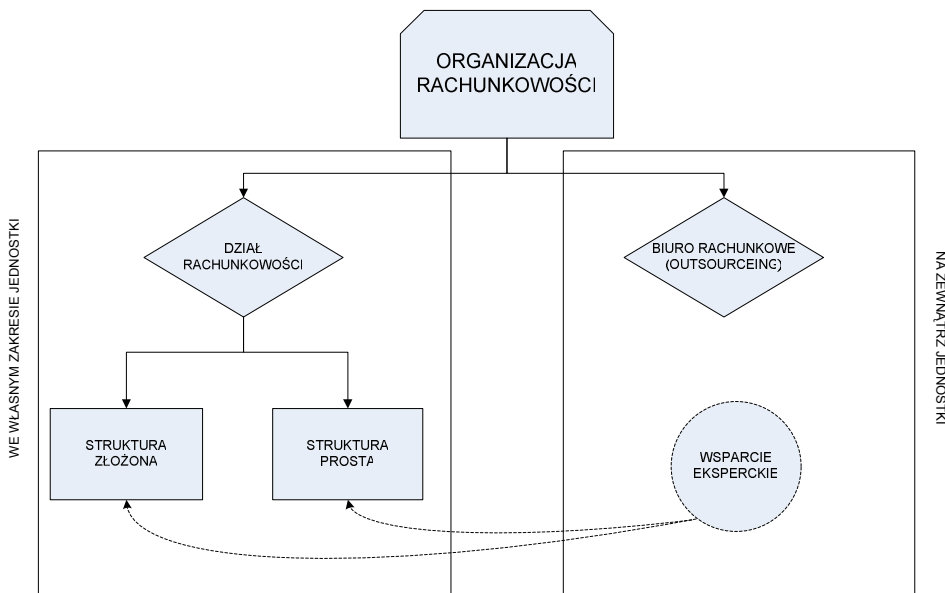 ORGANIZACJA
RACHUNKOWOŚCI
WE WŁASNYM ZAKRESIE JEDNOSTKI
DZIAŁ
RACHUNKOWOŚCI
BIURO RACHUNKOWE
(OUTSOURCEING)
NA ZEWNĄTRZ JEDNOSTKI
STRUKTURA
ZŁOŻONA
STRUKTURA
PROSTA
WSPARCIE
EKSPERCKIE